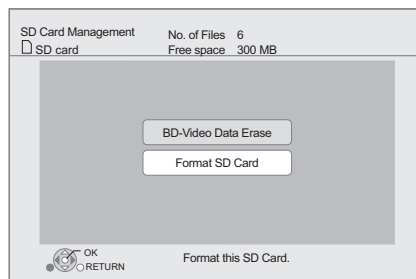 SD Card Management
No. of Files 6
SD card
Free space 300 MB
BD-Video Data Erase
Format SD Card
OK
RETURN
Format this SD Card.